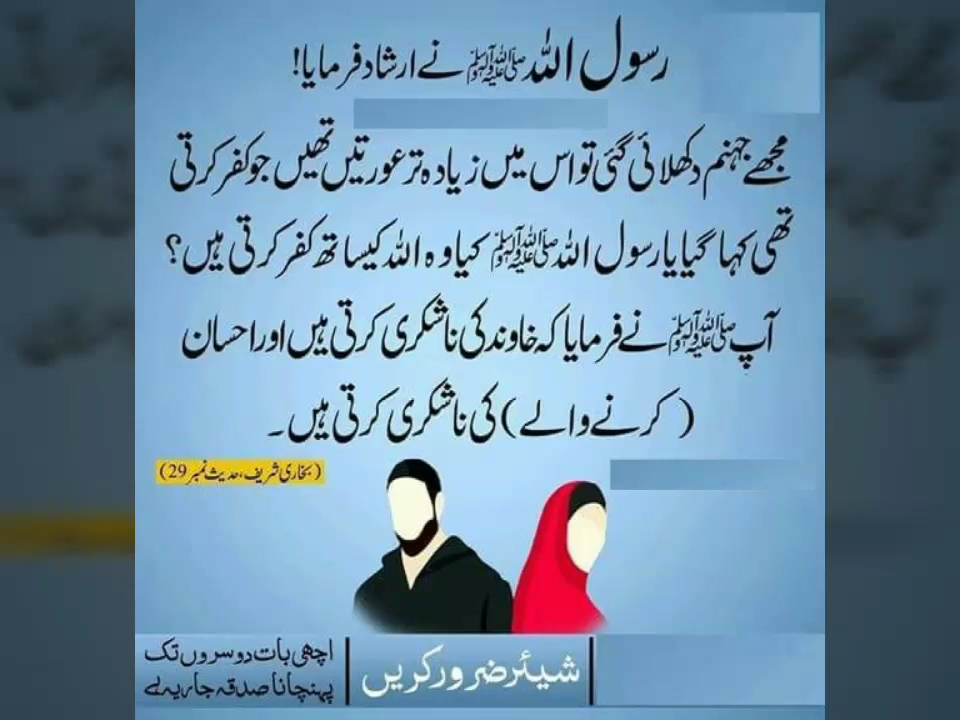 رسول اللہ ﷺ نے ارشاد فرمایا!
مجھے جہنم دکھلائی گئی تو اس میں زیادہ تر عورتیں تھیں جو کفر کرتی
تھی کہا گیا یا رسول اللہ ﷺ کیا وہ اللہ کیساتھ کفر کرتی ہیں؟
آپ ﷺ نے فرمایا کہ خاوند کی ناشکری کرتی ہیں اور احسان
(کرنے والے) کی ناشکری کرتی ہیں۔
(بخاری شریف، حدیث نمبر 29)
شیئر ضرور کریں
اچھی بات دوسروں تک
پہنچانا صدقہ جاریہ ہے